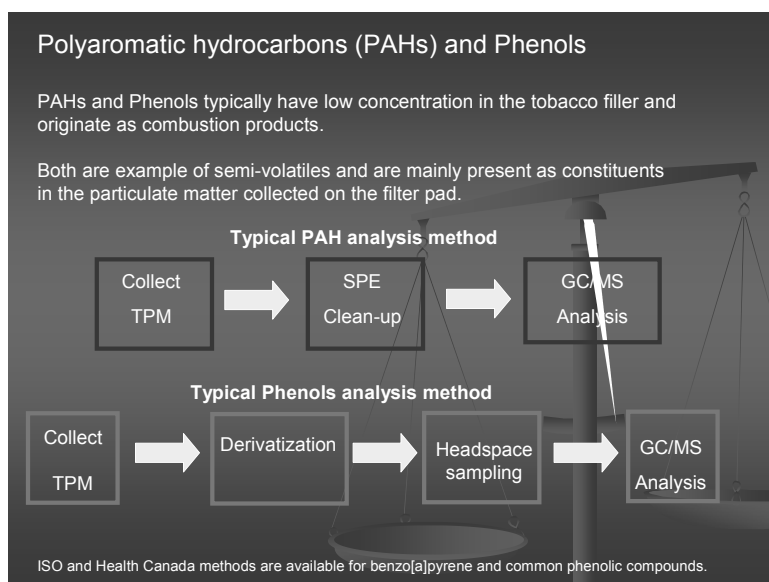 Polyaromatic hydrocarbons (PAHs) and Phenols
PAHs and Phenols typically have low concentration in the tobacco filler and
originate as combustion products.
Both are example of semi-volatiles and are mainly present as constituents
in the particulate matter collected on the filter pad.
Typical PAH analysis method
Collect
TPM
SPE
Clean-up
GC/MS
Analysis
Typical Phenols analysis method
Collect
TPM
Derivatization
Headspace
sampling
GC/MS
Analysis
ISO and Health Canada methods are available for benzo[a]pyrene and common phenolic compounds.